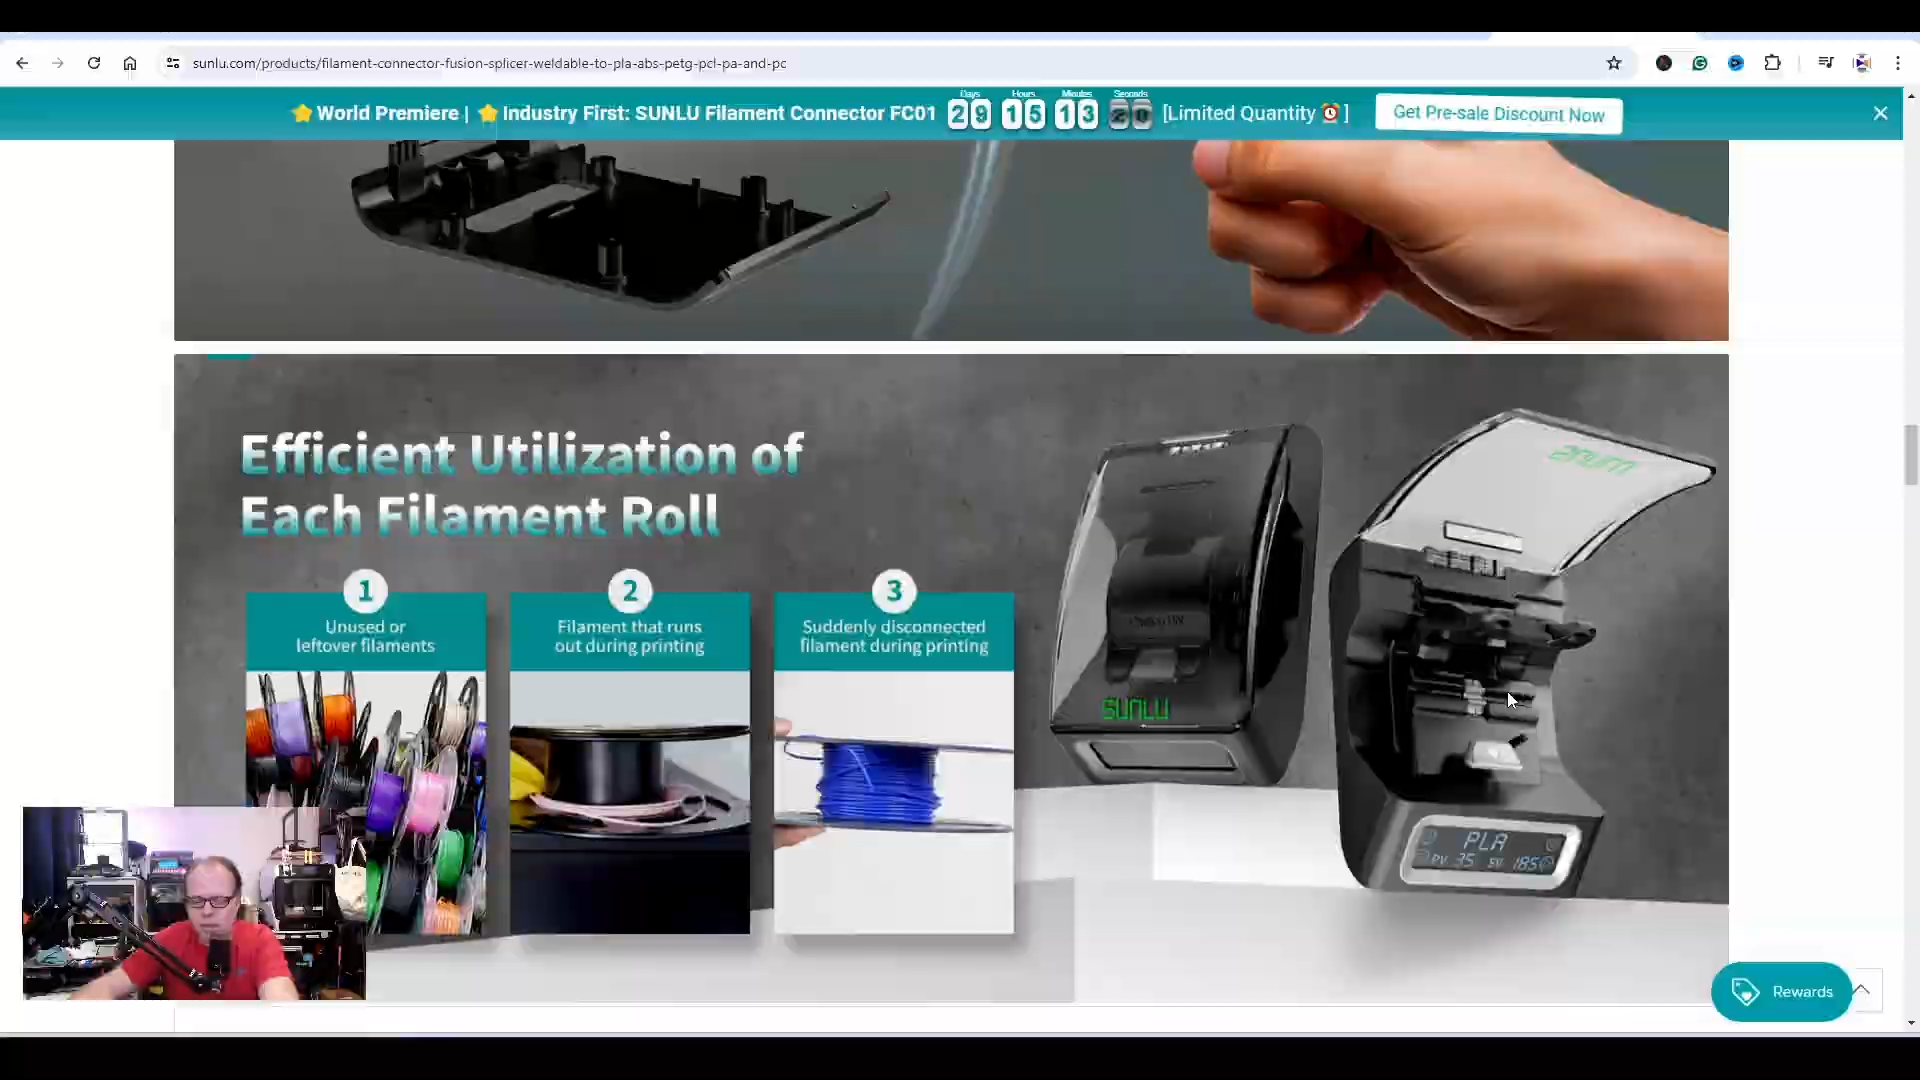 sunlu.com/products/filament-connector-fusion-splicer-weldable-to-pla-abs-petg-pcl-pa-and-pc
World Premiere | Industry First: SUNLU Filament Connector FC01
Days Hours Minutes Seconds
29 15 13 20
[Limited Quantity ]
Get Pre-sale Discount Now
Efficient Utilization of
Each Filament Roll
1
Unused or
leftover filaments
2
Filament that runs
out during printing
3
Suddenly disconnected
filament during printing
SUNLU
SUNLU
PLA
PV 35 SV 185
Rewards